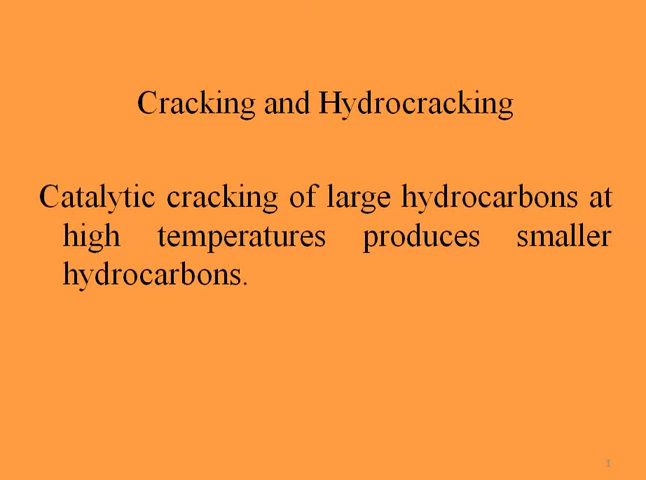 Cracking and Hydrocracking
Catalytic cracking of large hydrocarbons at
high temperatures produces smaller
hydrocarbons.
1